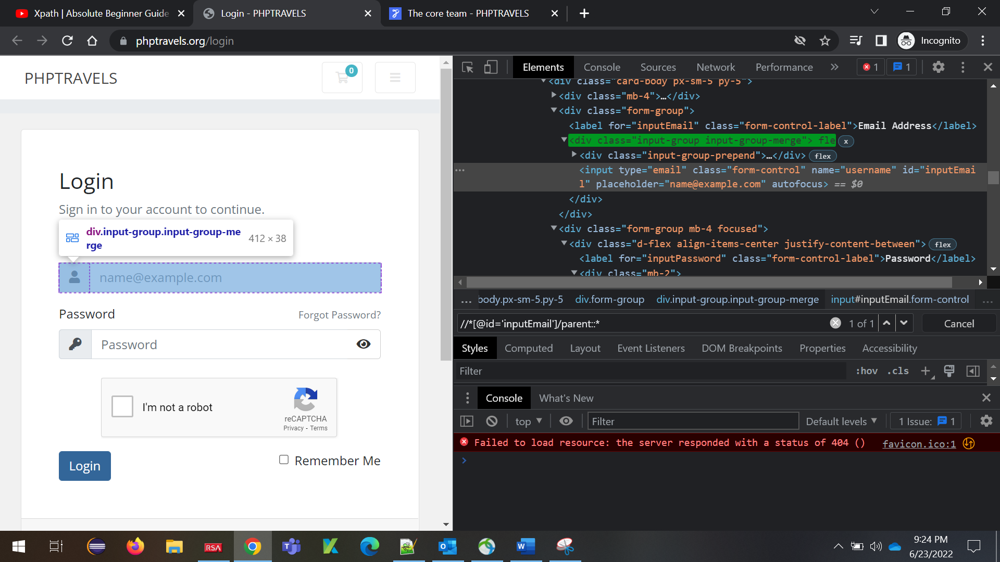 Xpath | Absolute Beginner Guide
Login - PHPTRAVELS
The core team - PHPTRAVELS
phptravels.org/login
Incognito
PHPTRAVELS
0
Login
Sign in to your account to continue.
div.input-group.input-group-me
rge
412 × 38
name@example.com
Password
Forgot Password?
Password
I'm not a robot
reCAPTCHA
Privacy - Terms
Login
Remember Me
Elements
Console
Sources
Network
Performance
»
1
1
<div class="card-body px-sm-5 py-5">
<div class="mb-4">…</div>
<div class="form-group">
<label for="inputEmail" class="form-control-label">Email Address</label>
<div class="input-group input-group-merge"> fle
x
<div class="input-group-prepend">…</div>
flex
<input type="email" class="form-control" name="username" id="inputEmai
l" placeholder="name@example.com" autofocus> == $0
</div>
</div>
<div class="form-group mb-4 focused">
<div class="d-flex align-items-center justify-content-between">
flex
<label for="inputPassword" class="form-control-label">Password</label>
<div class="mb-2">
... body.px-sm-5.py-5 div.form-group div.input-group.input-group-merge input#inputEmail.form-control ...
//*[@id='inputEmail']/parent::*
1 of 1
Cancel
Styles
Computed
Layout
Event Listeners
DOM Breakpoints
Properties
Accessibility
Filter
:hov
.cls
Console
What's New
top
Filter
Default levels
1 Issue:
1
Failed to load resource: the server responded with a status of 404 ()
favicon.ico:1
RSA
9:24 PM
6/23/2022